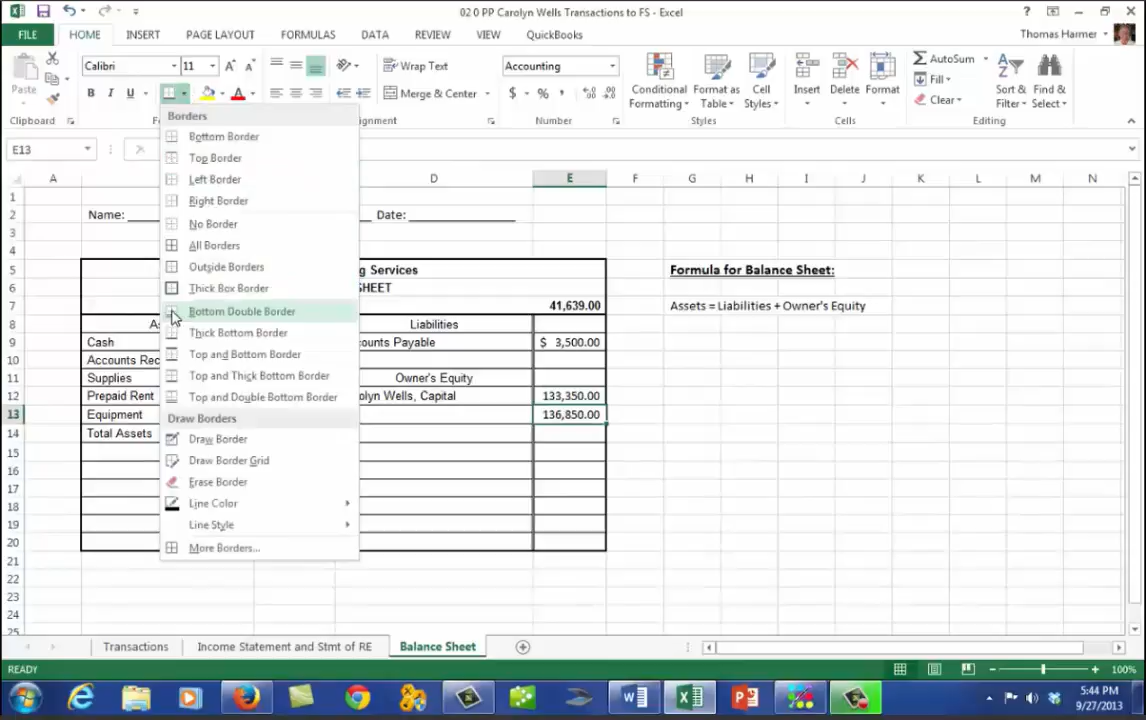 02 0 PP Carolyn Wells Transactions to FS - Excel
FILE HOME INSERT PAGE LAYOUT FORMULAS DATA REVIEW VIEW QuickBooks Thomas Harmer
Calibri 11 Wrap Text Accounting AutoSum
Paste B I U Merge & Center $ % Conditional Formatting Format as Table Cell Styles Insert Delete Format Fill Clear Sort & Filter Find & Select
Clipboard Number Styles Cells Editing
E13
Borders
Bottom Border
Top Border
Left Border
Right Border
No Border
All Borders
Outside Borders
Thick Box Border
Bottom Double Border
Thick Bottom Border
Top and Bottom Border
Top and Thick Bottom Border
Top and Double Bottom Border
Draw Borders
Draw Border
Draw Border Grid
Erase Border
Line Color
Line Style
More Borders...
A D E F G H I J K L M N
1
2 Name: Date:
3
4
5 Services Formula for Balance Sheet:
6
7 41,639.00 Assets = Liabilities + Owner's Equity
8 Liabilities
9 Cash Payable $ 3,500.00
10 Accounts
11 Supplies Owner's Equity
12 Prepaid Rent Wells, Capital 133,350.00
13 Equipment 136,850.00
14 Total Assets
15
16
17
18
19
20
21
22
23
24
25
Transactions Income Statement and Stmt of RE Balance Sheet
READY 100%
5:44 PM
9/27/2013